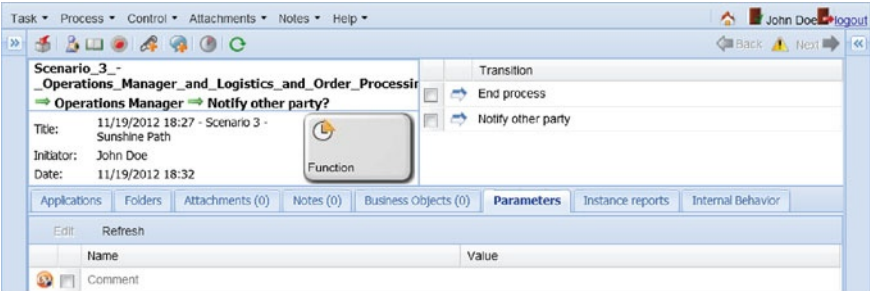 Task Process Control Attachments Notes Help John Doe logout
Back Next
Scenario_3_-
_Operations_Manager_and_Logistics_and_Order_Processin
Operations Manager Notify other party?
Title: 11/19/2012 18:27 - Scenario 3 -
Sunshine Path
Initiator: John Doe
Date: 11/19/2012 18:32
Function
Transition
End process
Notify other party
Applications Folders Attachments (0) Notes (0) Business Objects (0) Parameters Instance reports Internal Behavior
Edit Refresh
Name Value
Comment